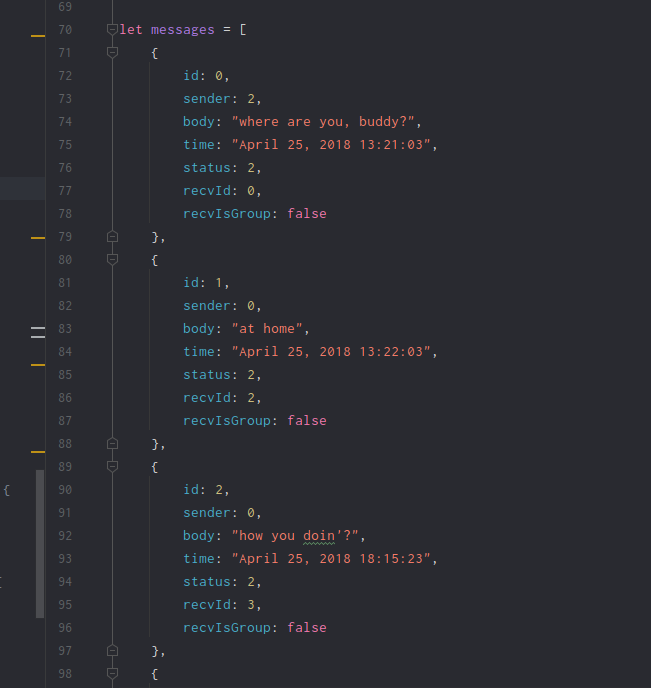 69
70 let messages = [
71 {
72 id: 0,
73 sender: 2,
74 body: "where are you, buddy?",
75 time: "April 25, 2018 13:21:03",
76 status: 2,
77 recvId: 0,
78 recvIsGroup: false
79 },
80 {
81 id: 1,
82 sender: 0,
83 body: "at home",
84 time: "April 25, 2018 13:22:03",
85 status: 2,
86 recvId: 2,
87 recvIsGroup: false
88 },
89 {
{ 90 id: 2,
91 sender: 0,
92 body: "how you doin'?",
93 time: "April 25, 2018 18:15:23",
94 status: 2,
95 recvId: 3,
96 recvIsGroup: false
97 },
98 {